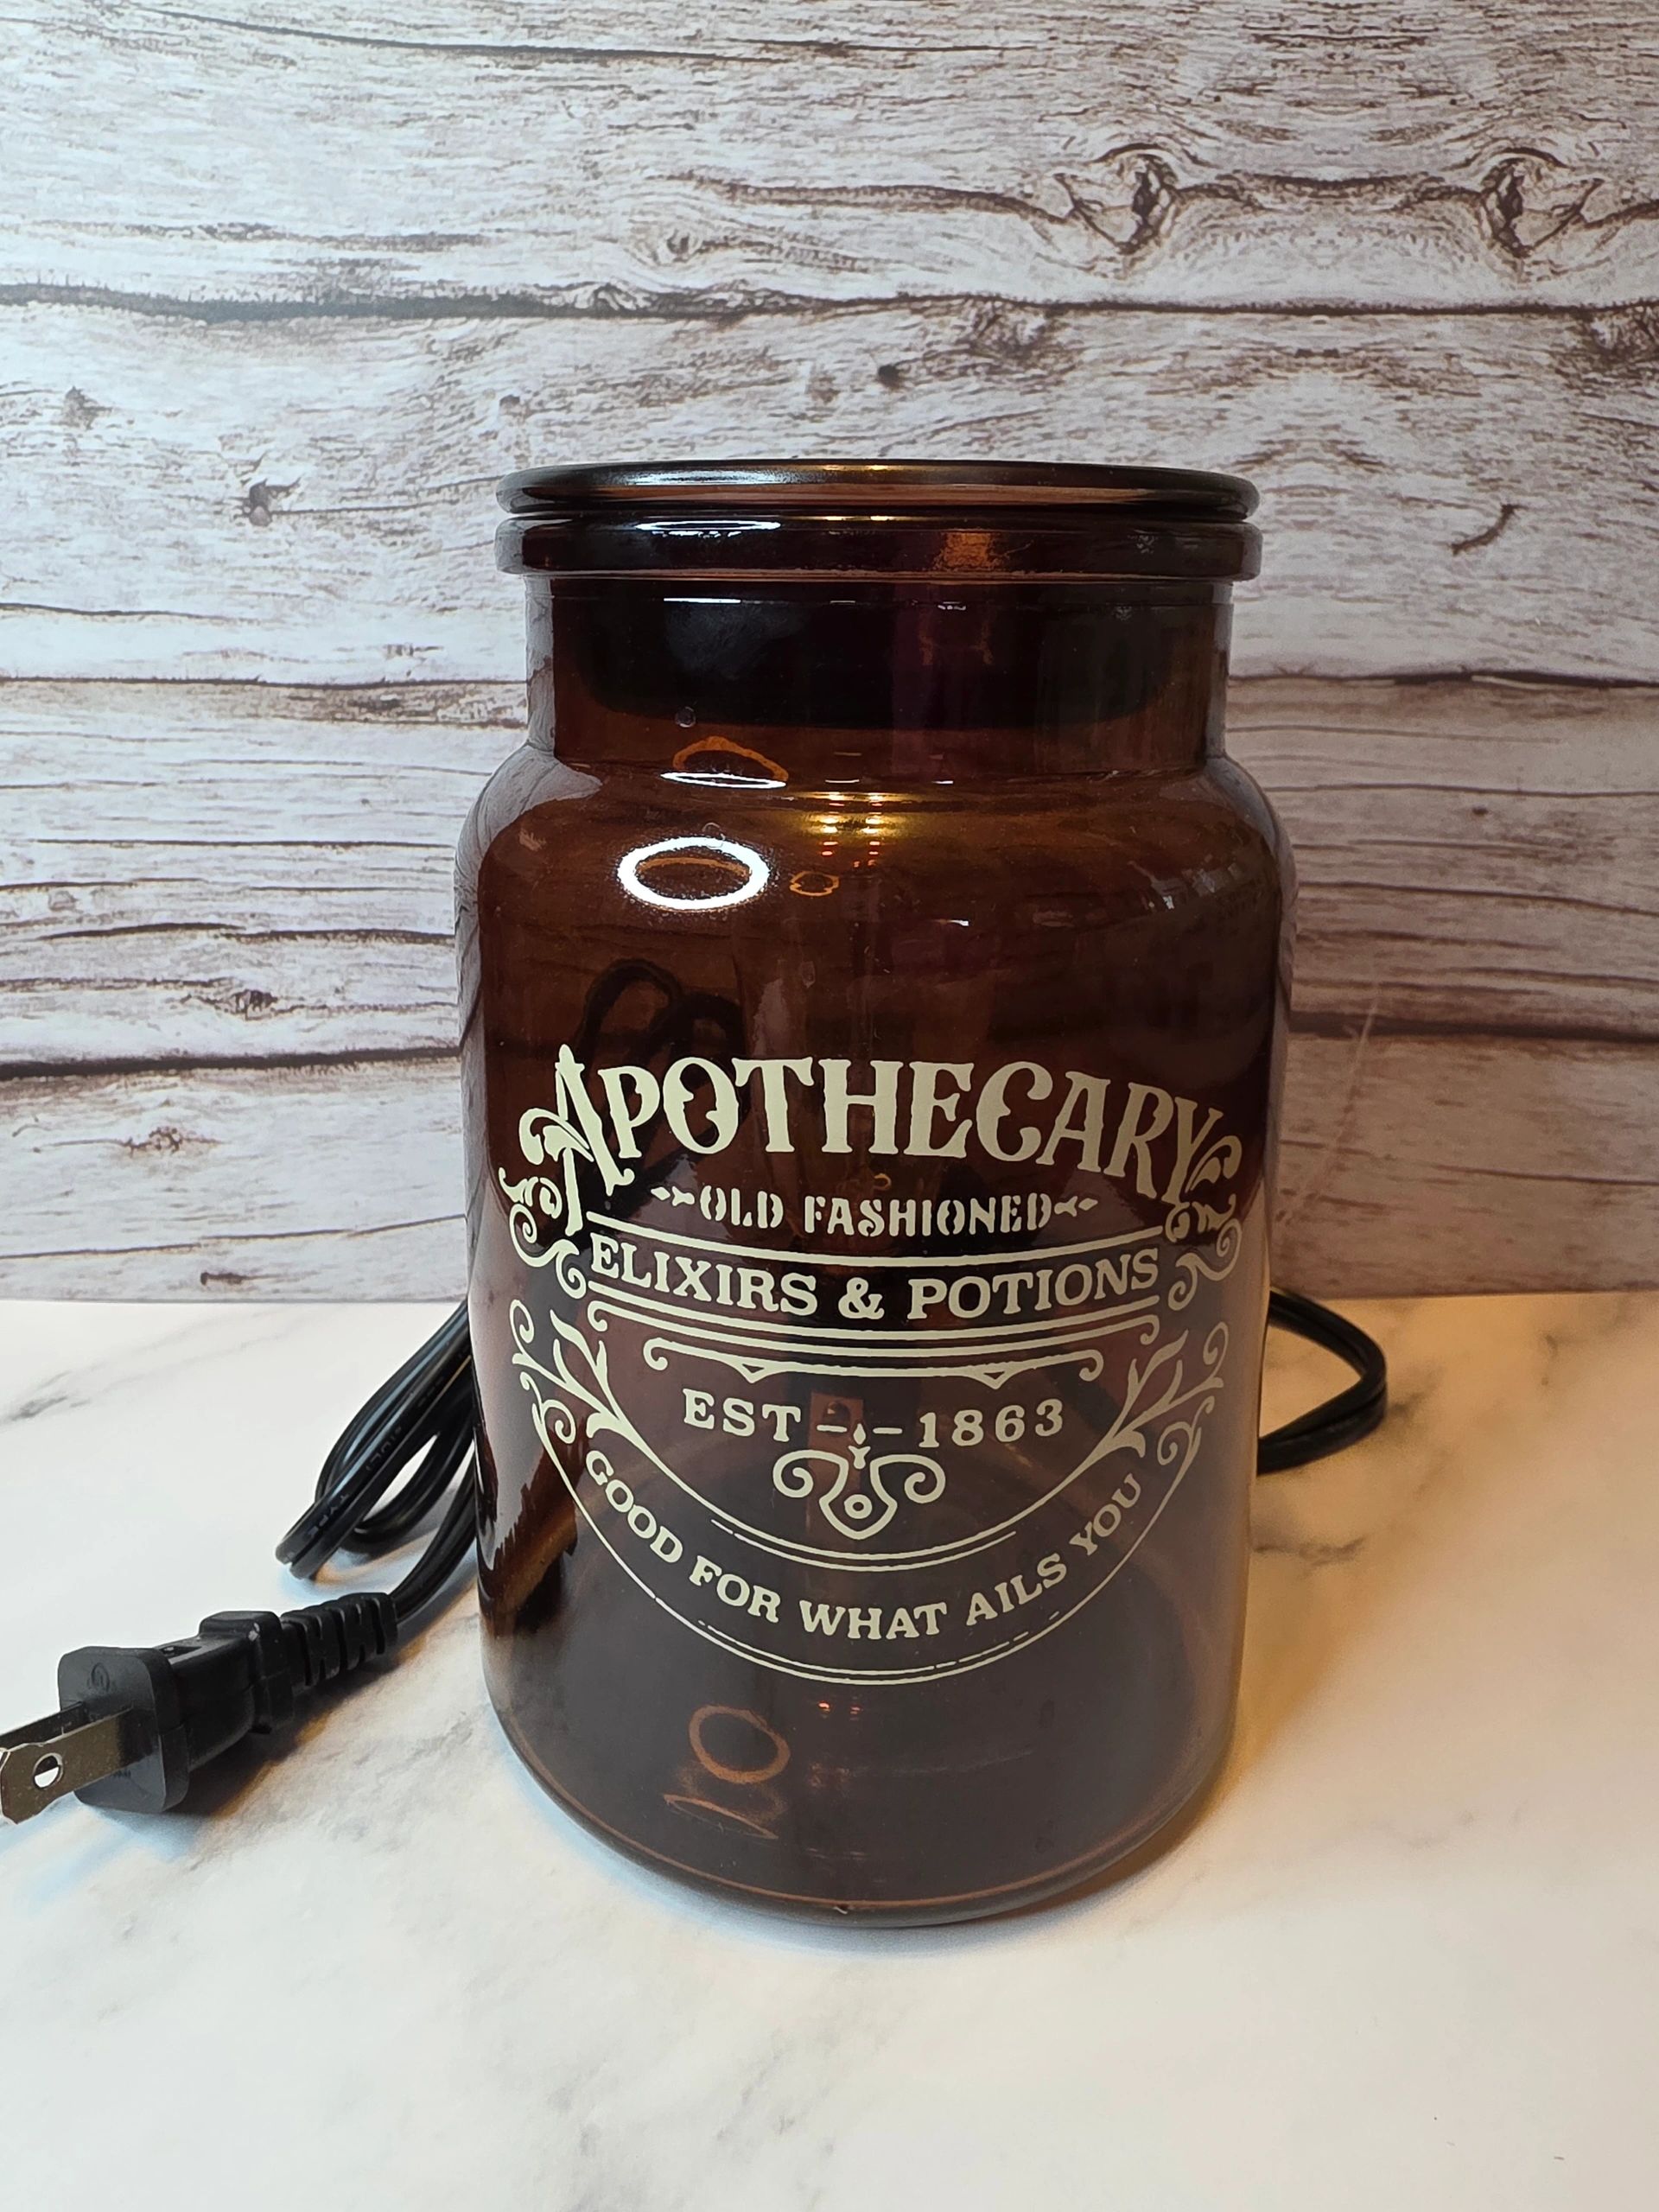 APOTHECARY
OLD FASHIONED
ELIXIRS & POTIONS
EST 1863
GOOD FOR WHAT AILS YOU